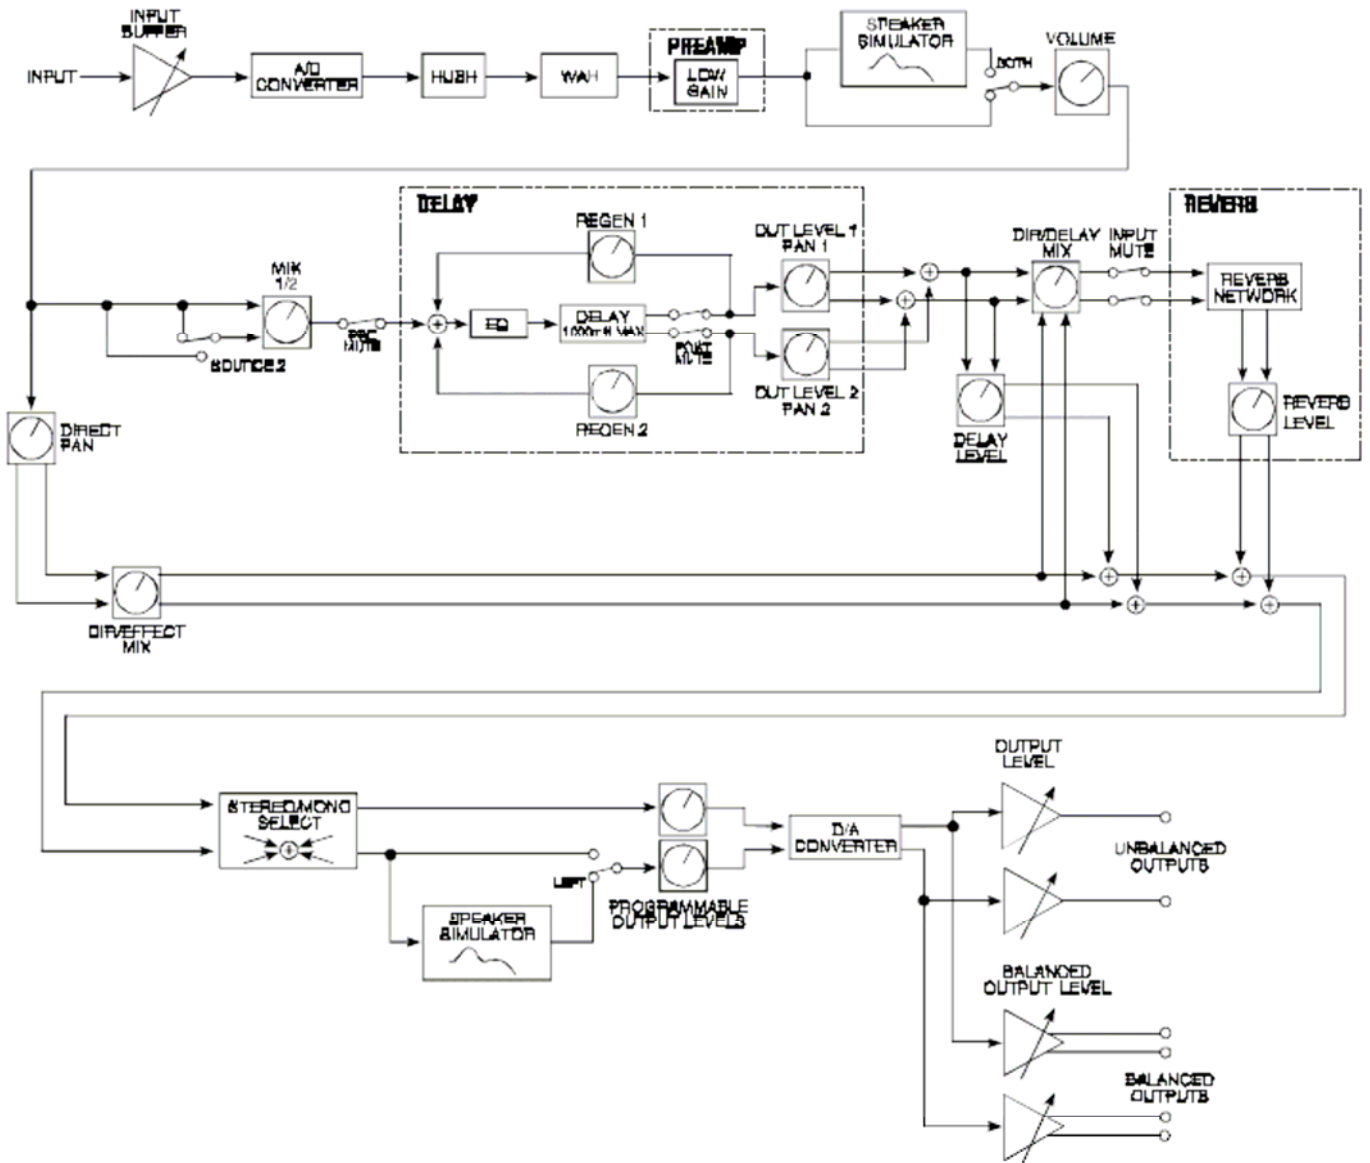 INPUT
BUFFER
INPUT
A/D
CONVERTER
HUSH
WAH
PREAMP
LOW
GAIN
SPEAKER
SIMULATOR
BOTH
VOLUME
DELAY
REGEN 1
OUT LEVEL 1
PAN 1
DIR/DELAY
MIX
INPUT
MUTE
REVERB
MIX
1/2
PRE
MUTE
EQ
DELAY
MAX
POST
MUTE
REVERB
NETWORK
SOURCE 2
OUT LEVEL 2
PAN 2
REGEN 2
DIRECT
PAN
DELAY
LEVEL
REVERB
LEVEL
DIR/EFFECT
MIX
STEREO/MONO
SELECT
LEFT
SPEAKER
SIMULATOR
PROGRAMMABLE
OUTPUT LEVELS
D/A
CONVERTER
OUTPUT
LEVEL
UNBALANCED
OUTPUTS
BALANCED
OUTPUT LEVEL
BALANCED
OUTPUTS